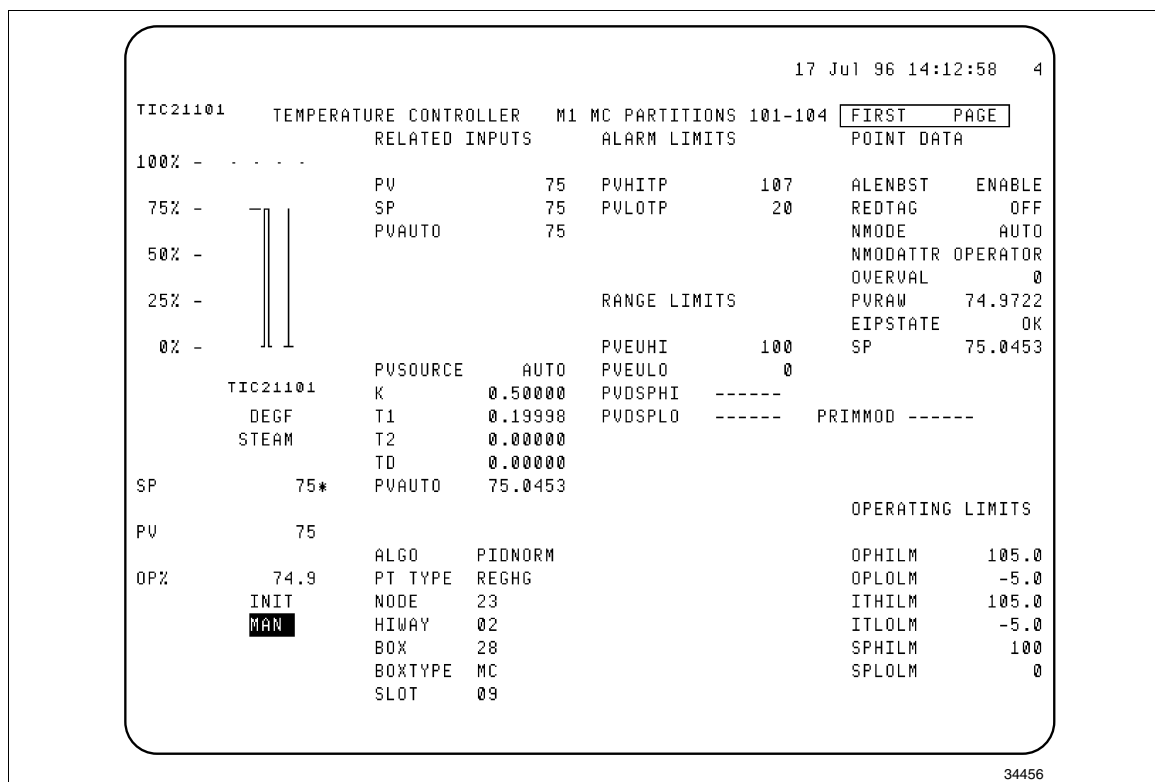 17 Jul 96 14:12:58 4
TIC21101 TEMPERATURE CONTROLLER M1 MC PARTITIONS 101-104 FIRST PAGE
RELATED INPUTS ALARM LIMITS POINT DATA
100% - - - - -
PV 75 PVHITP 107 ALENBST ENABLE
75% - SP 75 PVLOTP 20 REDTAG OFF
PVAUTO 75 NMODE AUTO
50% - NMODATTR OPERATOR
OVERVAL 0
25% - RANGE LIMITS PVRAW 74.9722
EIPSTATE OK
0% - PVEUHI 100 SP 75.0453
PVSOURCE AUTO PVEULO 0
TIC21101 K 0.50000 PVDSPHI ------
DEGF T1 0.19998 PVDSPLO ------ PRIMMOD ------
STEAM T2 0.00000
TD 0.00000
SP 75* PVAUTO 75.0453
OPERATING LIMITS
PV 75
ALGO PIDNORM OPHILM 105.0
OP% 74.9 PT TYPE REGHG OPLOLM -5.0
INIT NODE 23 ITHILM 105.0
MAN HIWAY 02 ITLOLM -5.0
BOX 28 SPHILM 100
BOXTYPE MC SPLOLM 0
SLOT 09
34456